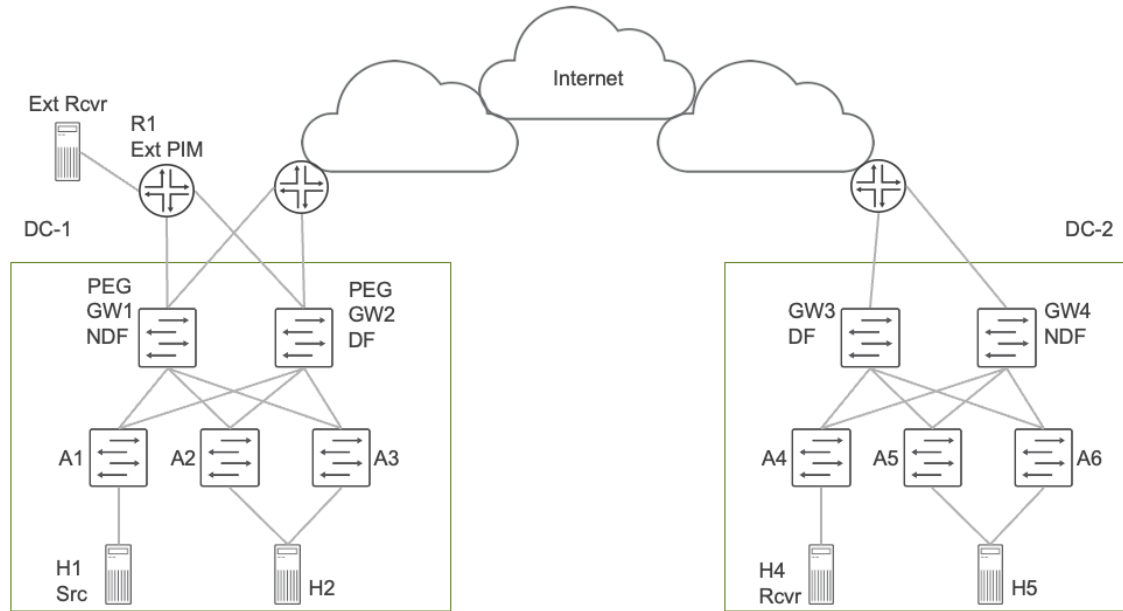 Internet
Ext Rcvr
R1
Ext PIM
DC-1
DC-2
PEG
GW1
NDF
PEG
GW2
DF
GW3
DF
GW4
NDF
A1
A2
A3
A4
A5
A6
H1
Src
H2
H4
Rcvr
H5